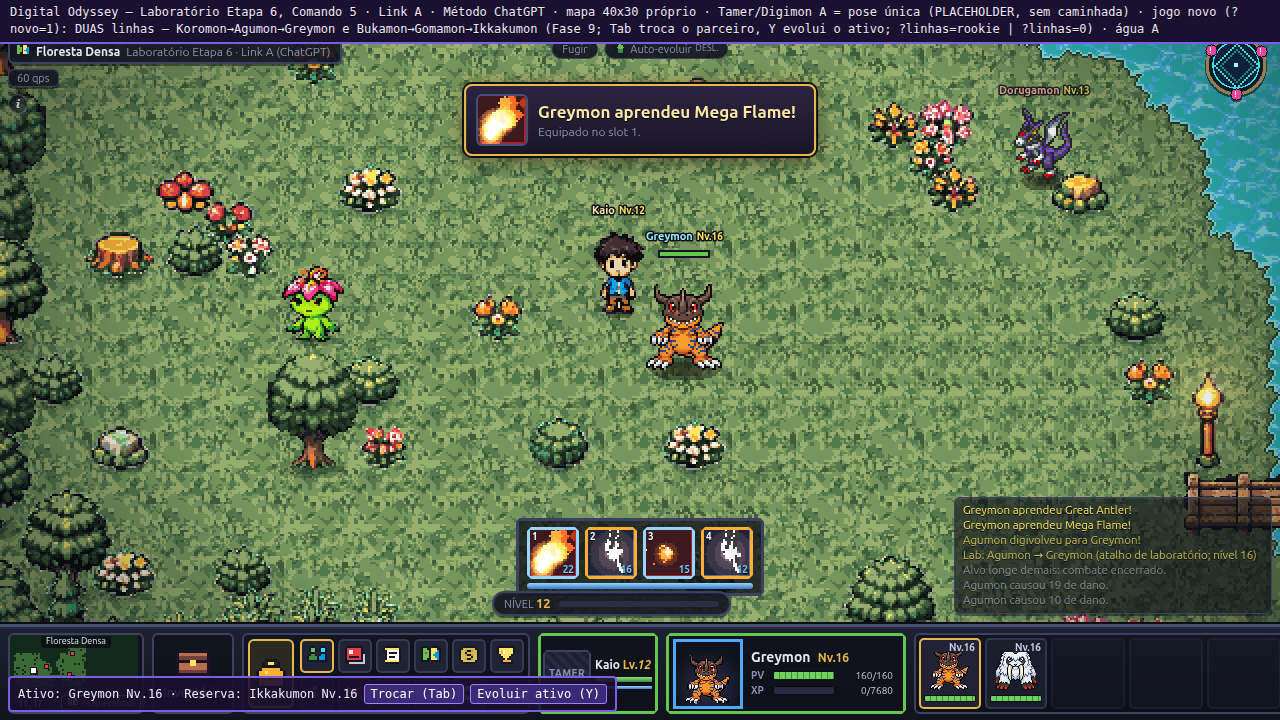 Digital Odyssey — Laboratório Etapa 6, Comando 5 · Link A · Método ChatGPT · mapa 40x30 próprio · Tamer/Digimon A = pose única (PLACEHOLDER, sem caminhada) · jogo novo (?
novo=1): DUAS linhas — Koromon→Agumon→Greymon e Bukamon→Gomamon→Ikkakumon (Fase 9; Tab troca o parceiro, Y evolui o ativo; ?linhas=rookie | ?linhas=0) · água A
Floresta Densa Laboratório Etapa 6 · Link A (ChatGPT)
Fugir
Auto-evoluir DESL.
60 qps
i
Greymon aprendeu Mega Flame!
Equipado no slot 1.
Dorugamon Nv.13
Kaio Nv.12
Greymon Nv.16
Greymon aprendeu Great Antler!
Greymon aprendeu Mega Flame!
Agumon digivolveu para Greymon!
Lab: Agumon → Greymon (atalho de laboratório; nível 16)
Alvo longe demais: combate encerrado.
Agumon causou 19 de dano.
Agumon causou 10 de dano.
1 22
2 16
3 15
4 12
NÍVEL 12
Floresta Densa
TAMER
Kaio Lv.12
Greymon Nv.16
PV 160/160
XP 0/7680
Nv.16
Nv.16
Ativo: Greymon Nv.16 · Reserva: Ikkakumon Nv.16 Trocar (Tab) Evoluir ativo (Y)